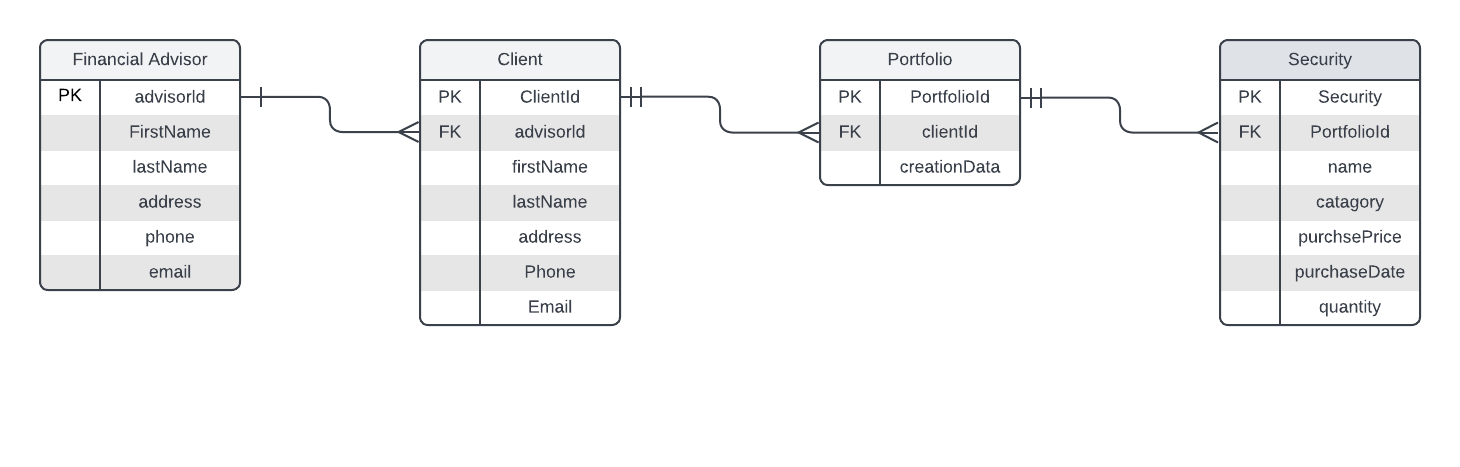 Financial Advisor
PK advisorId
FirstName
lastName
address
phone
email
Client
PK ClientId
FK advisorId
firstName
lastName
address
Phone
Email
Portfolio
PK PortfolioId
FK clientId
creationData
Security
PK Security
FK PortfolioId
name
catagory
purchsePrice
purchaseDate
quantity